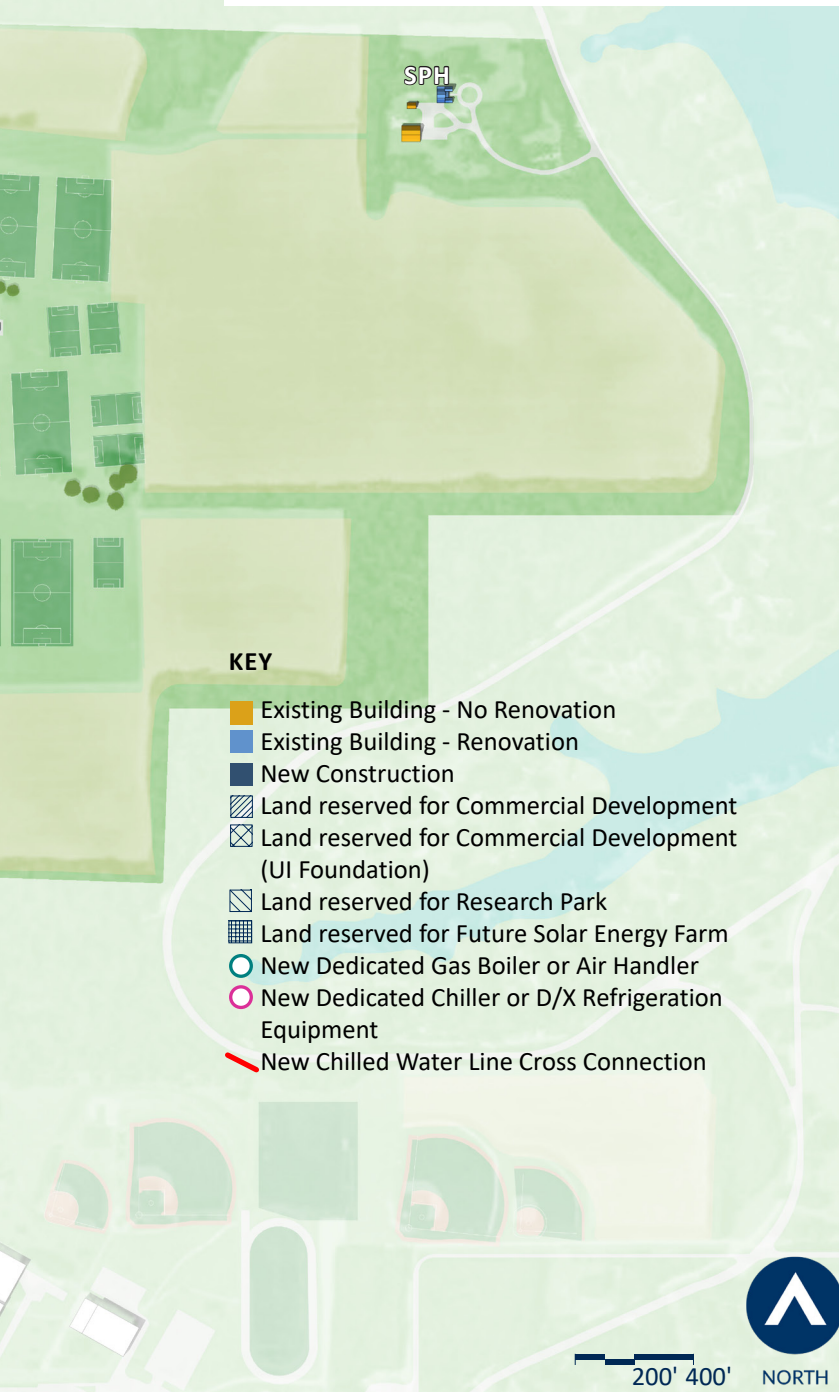 SPH
KEY
Existing Building - No Renovation
Existing Building - Renovation
New Construction
Land reserved for Commercial Development
Land reserved for Commercial Development
(UI Foundation)
Land reserved for Research Park
Land reserved for Future Solar Energy Farm
New Dedicated Gas Boiler or Air Handler
New Dedicated Chiller or D/X Refrigeration
Equipment
New Chilled Water Line Cross Connection
200' 400'
NORTH